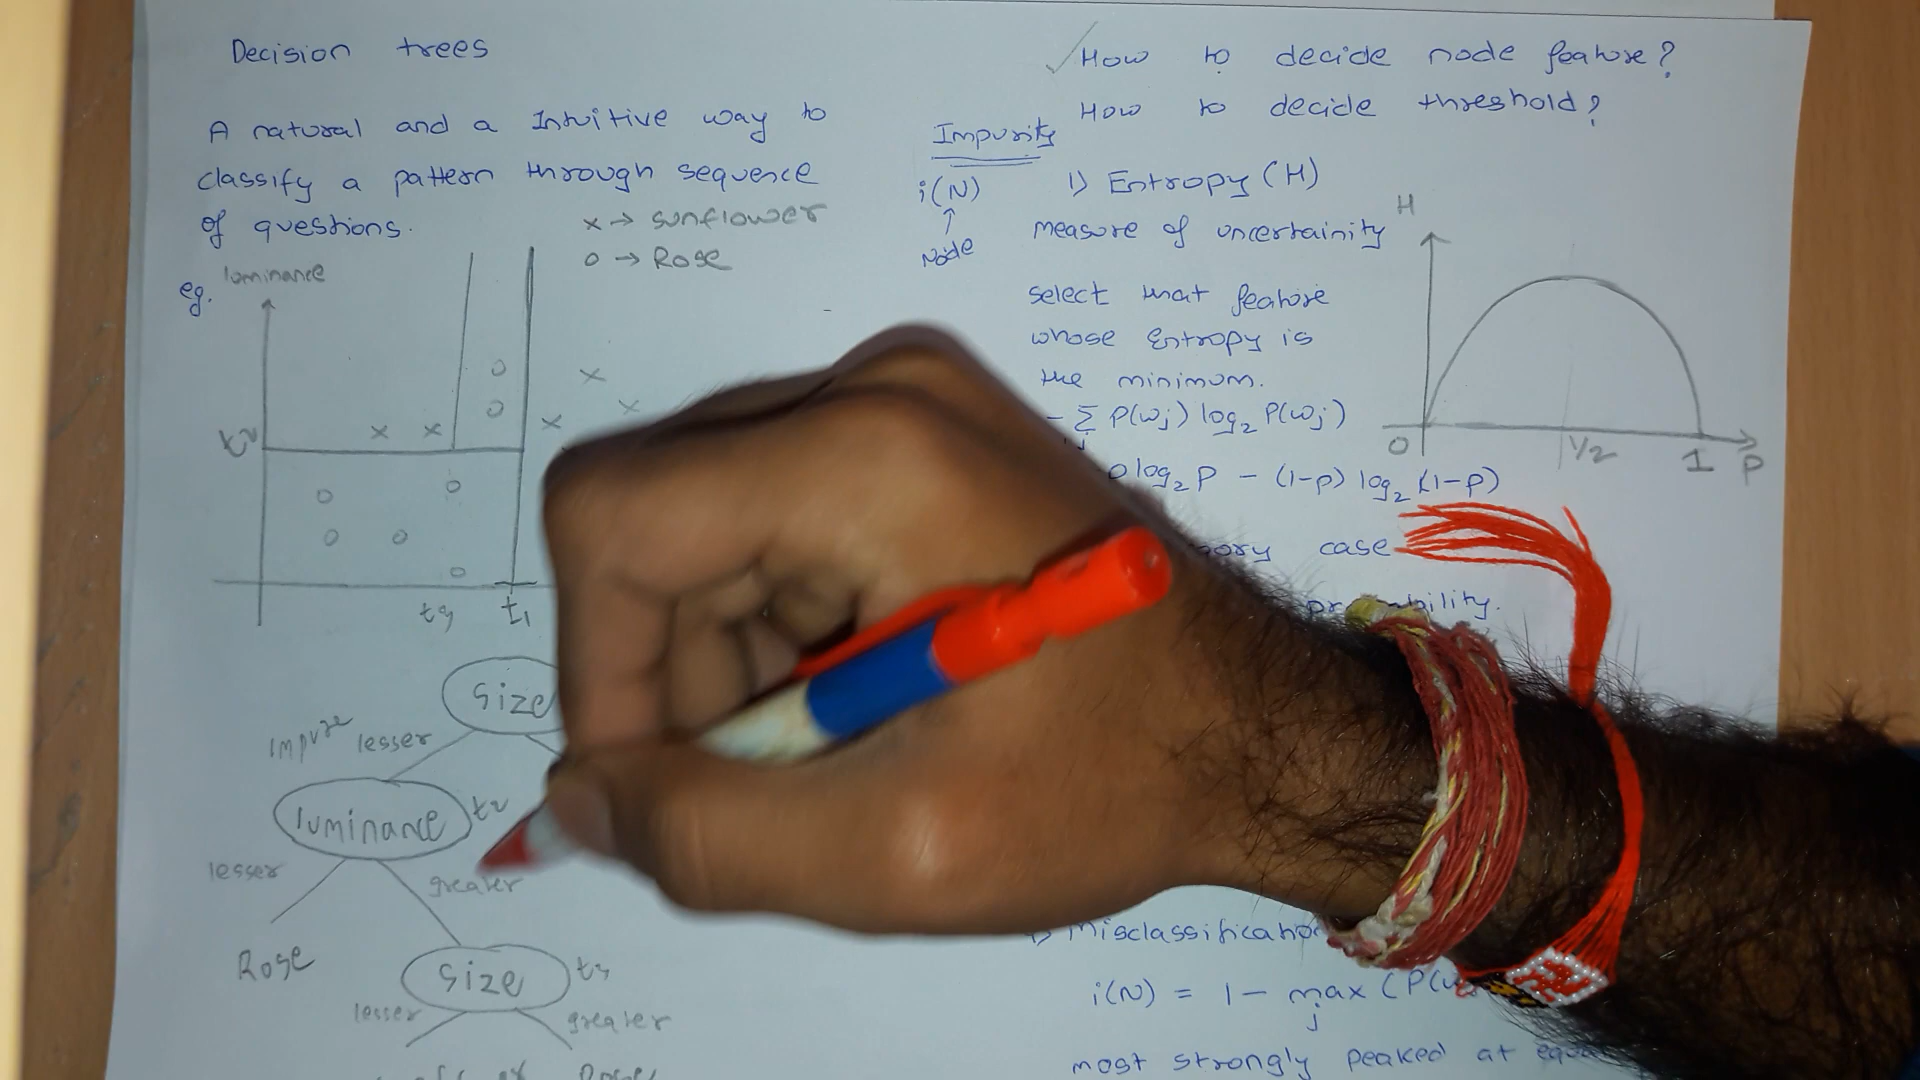 Decision trees
A natural and a Intuitive way to
classify a pattern through sequence
of questions.
x → sunflower
o → Rose
eg.
luminance
t2
t3 t1
Size
impure lesser
luminance t2
lesser
greater
Rose
Size t3
lesser
greater
✓ How to decide node feature?
How to decide threshold?
Impurity
i(N)
↑
Node
1) Entropy (H)
measure of uncertainity
select that feature
whose Entropy is
the minimum.
- Σ P(ωj) log2 P(ωj)
j
log2 P - (1-p) log2 (1-p)
case
H
0 1/2 1 P
i(N) = 1 - max (P(
j
most strongly peaked at